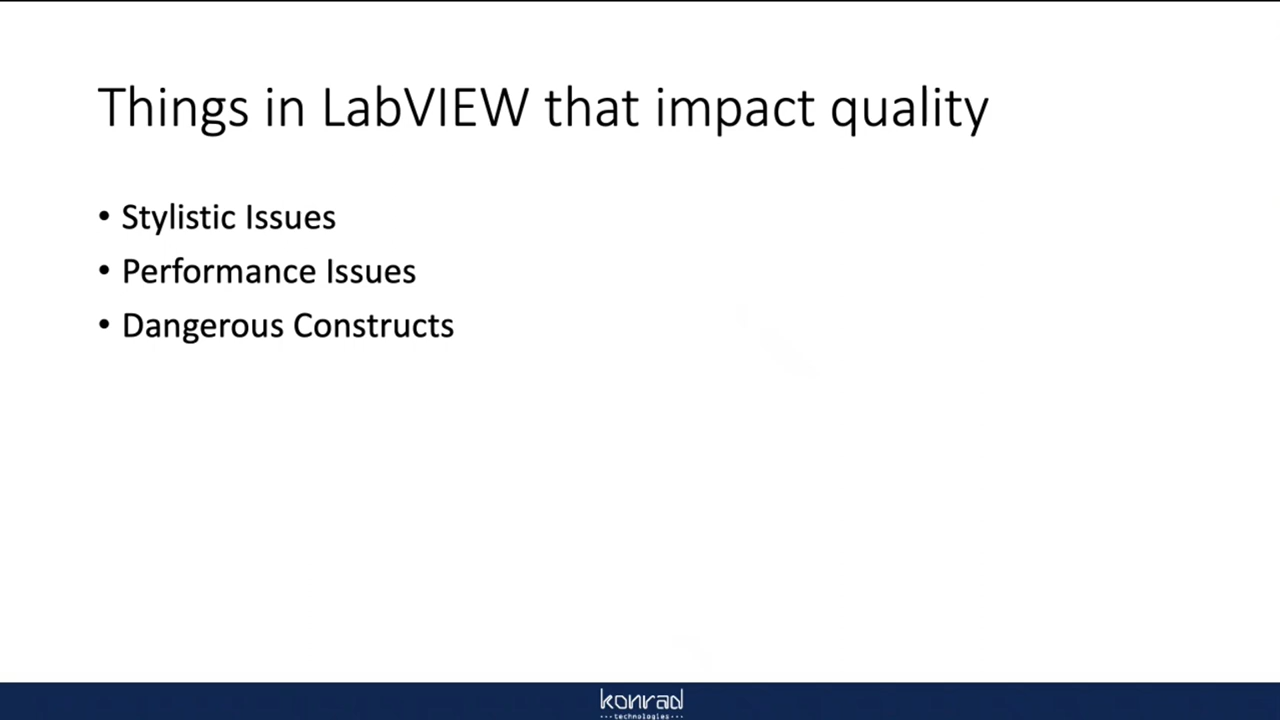 Things in LabVIEW that impact quality
• Stylistic Issues
• Performance Issues
• Dangerous Constructs
konrad
technologies